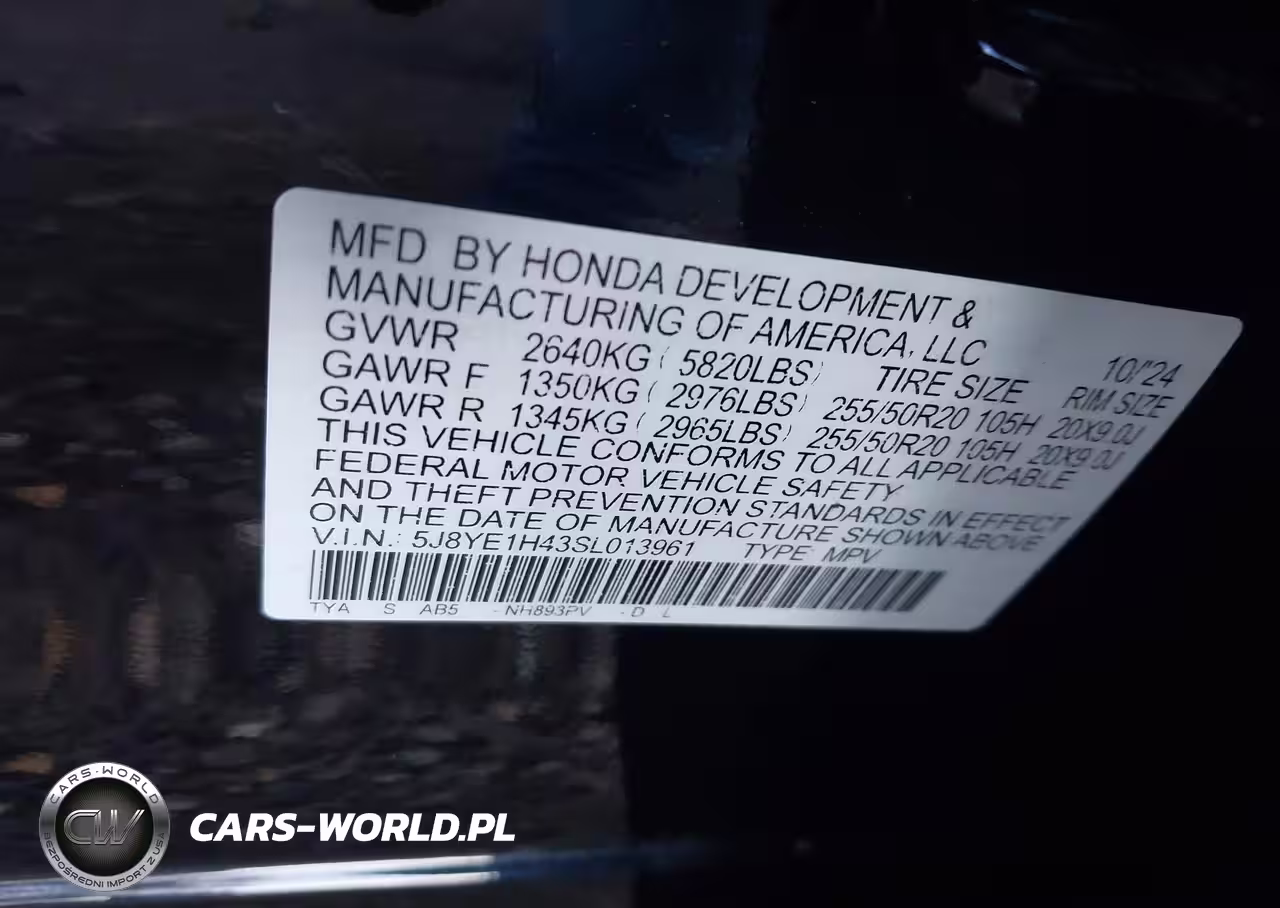 MFD BY HONDA DEVELOPMENT &
MANUFACTURING OF AMERICA, LLC 10/'24
GVWR 2640KG ( 5820LBS) TIRE SIZE RIM SIZE
GAWR F 1350KG ( 2976LBS) 255/50R20 105H 20X9.0J
GAWR R 1345KG ( 2965LBS) 255/50R20 105H 20X9.0J
THIS VEHICLE CONFORMS TO ALL APPLICABLE
FEDERAL MOTOR VEHICLE SAFETY
AND THEFT PREVENTION STANDARDS IN EFFECT
ON THE DATE OF MANUFACTURE SHOWN ABOVE
V.I.N.: 5J8YE1H43SL013961 TYPE: MPV
TYA S AB5 -NH893PV -D L
CARS-WORLD
CW
BEZPOŚREDNI IMPORT Z USA
CARS-WORLD.PL